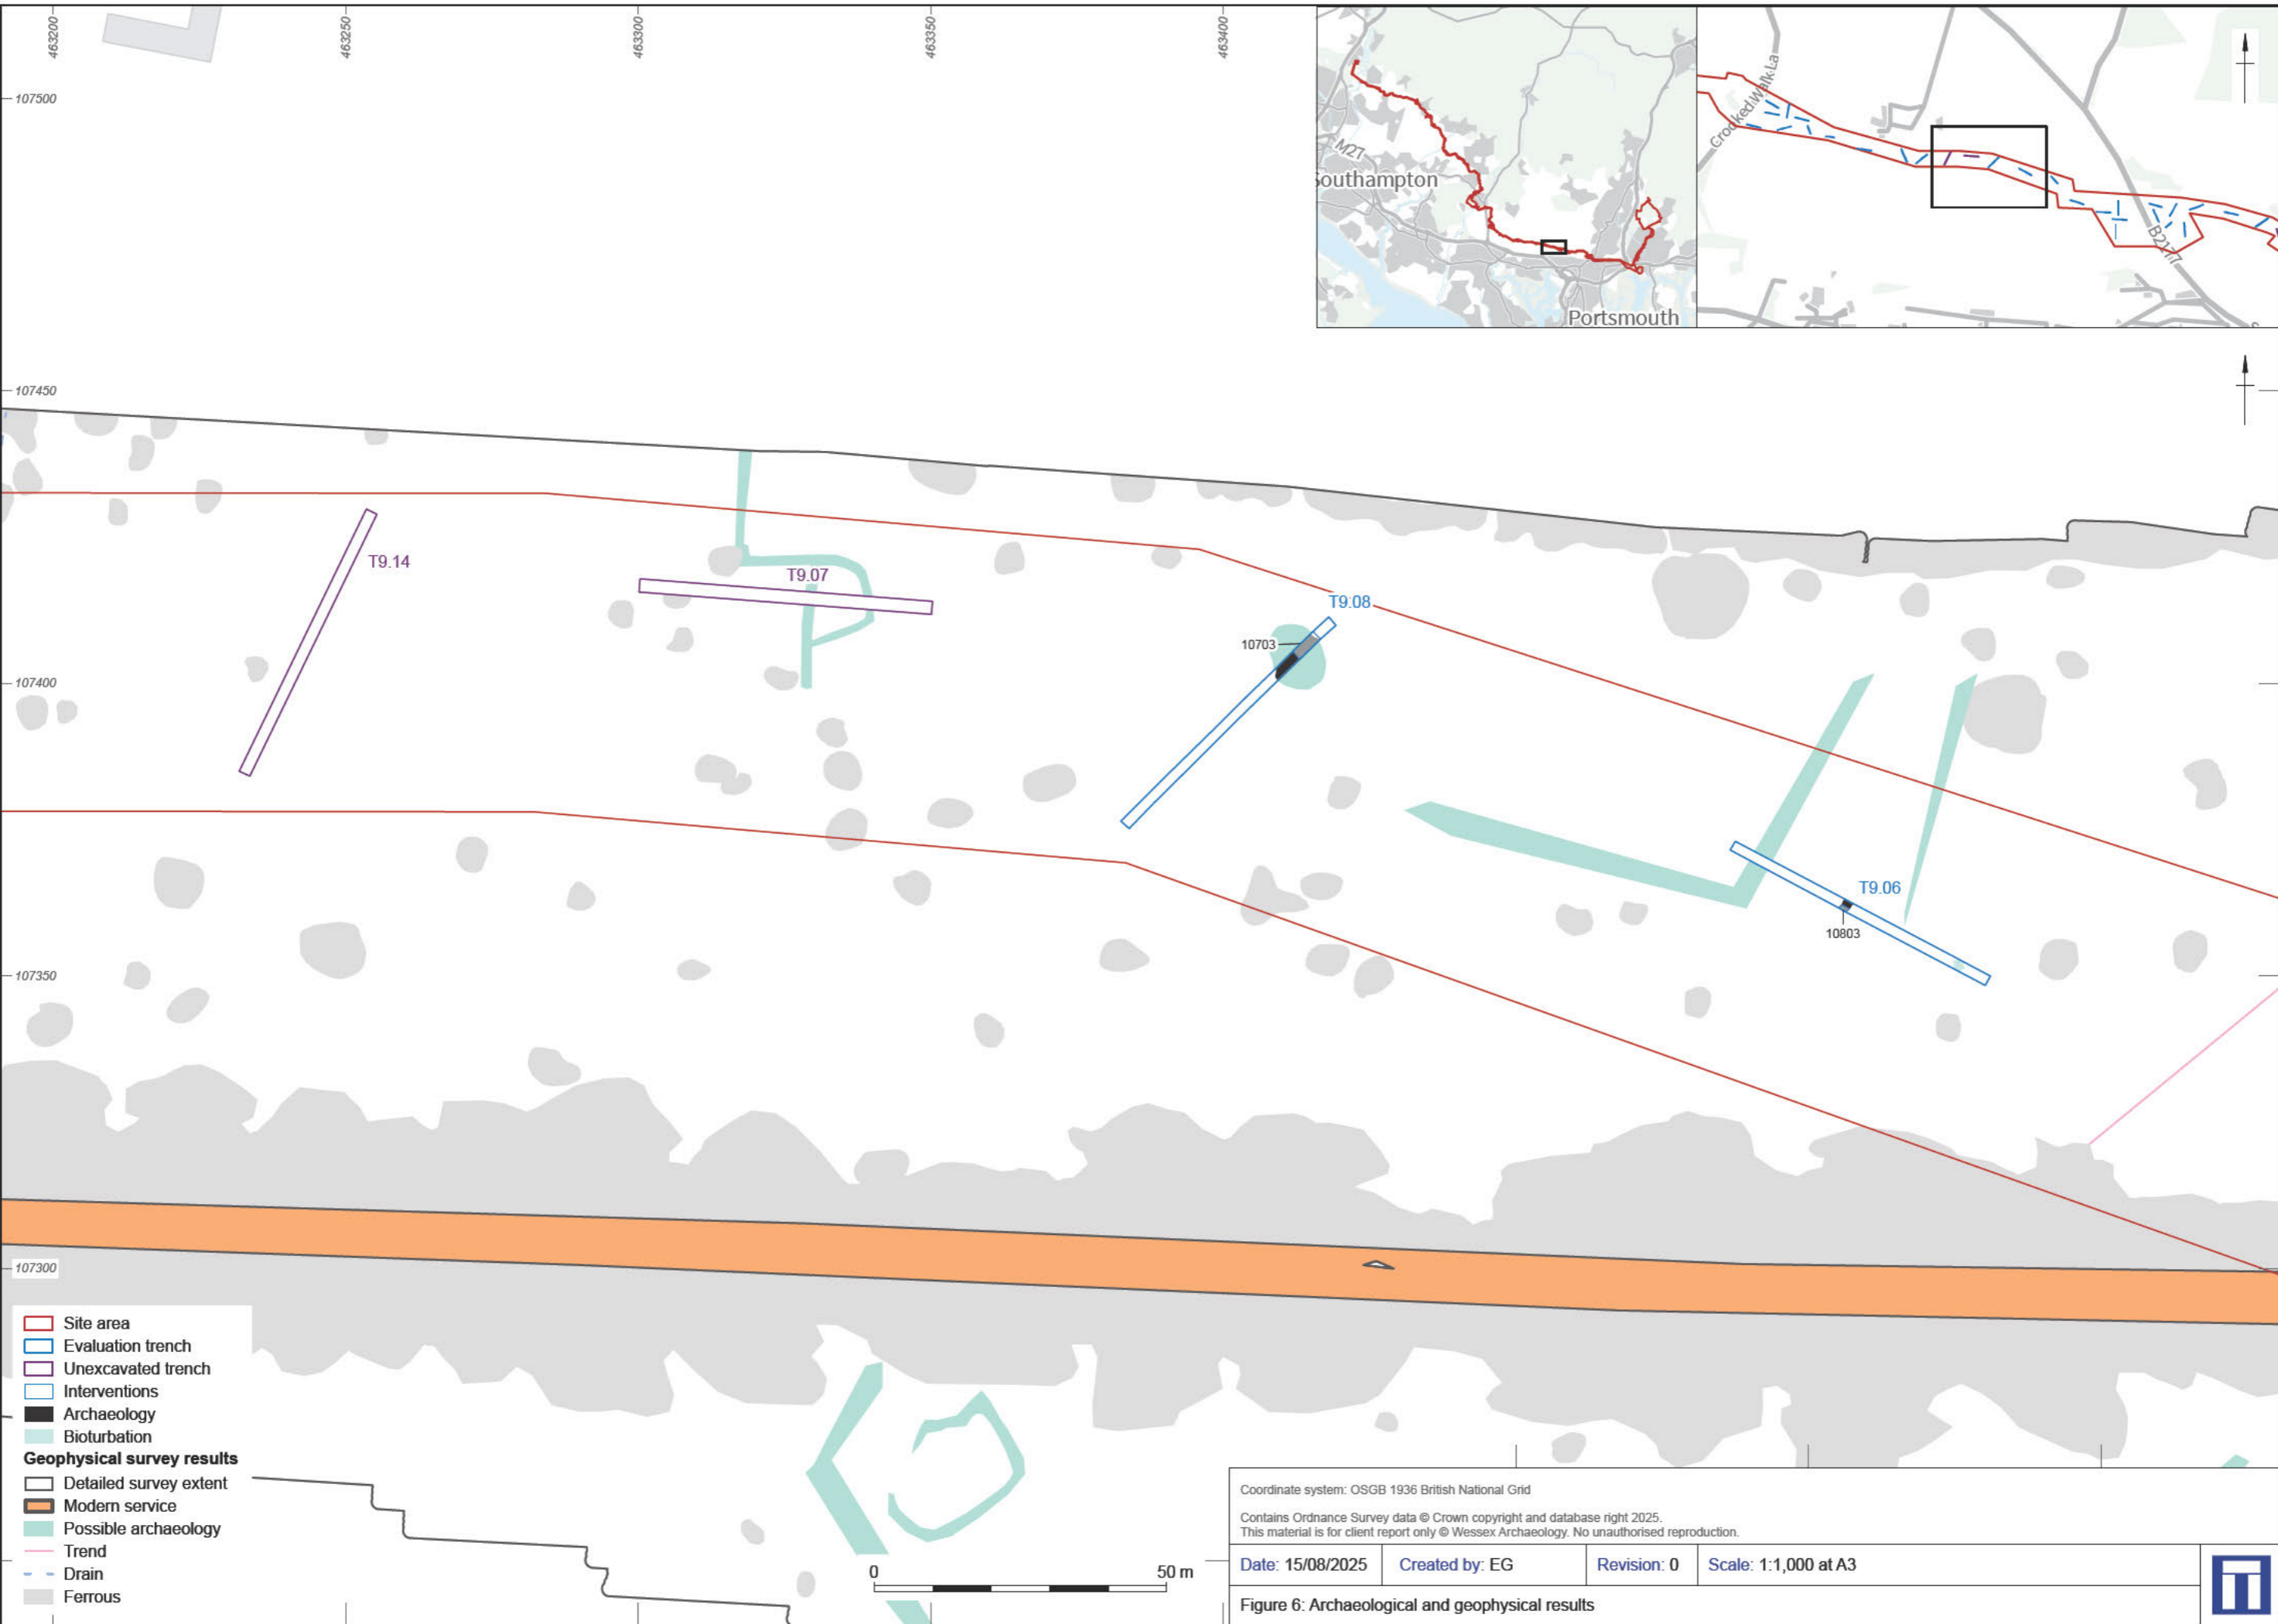 463200
463250
463300
463350
463400
107500
107450
107400
107350
107300
M27
Southampton
Portsmouth
Crooked Walk La
B2177
T9.14
T9.07
T9.08
10703
T9.06
10803
Site area
Evaluation trench
Unexcavated trench
Interventions
Archaeology
Bioturbation
Geophysical survey results
Detailed survey extent
Modern service
Possible archaeology
Trend
Drain
Ferrous
0 50 m
Coordinate system: OSGB 1936 British National Grid
Contains Ordnance Survey data © Crown copyright and database right 2025.
This material is for client report only © Wessex Archaeology. No unauthorised reproduction.
Date: 15/08/2025 Created by: EG Revision: 0 Scale: 1:1,000 at A3
Figure 6: Archaeological and geophysical results